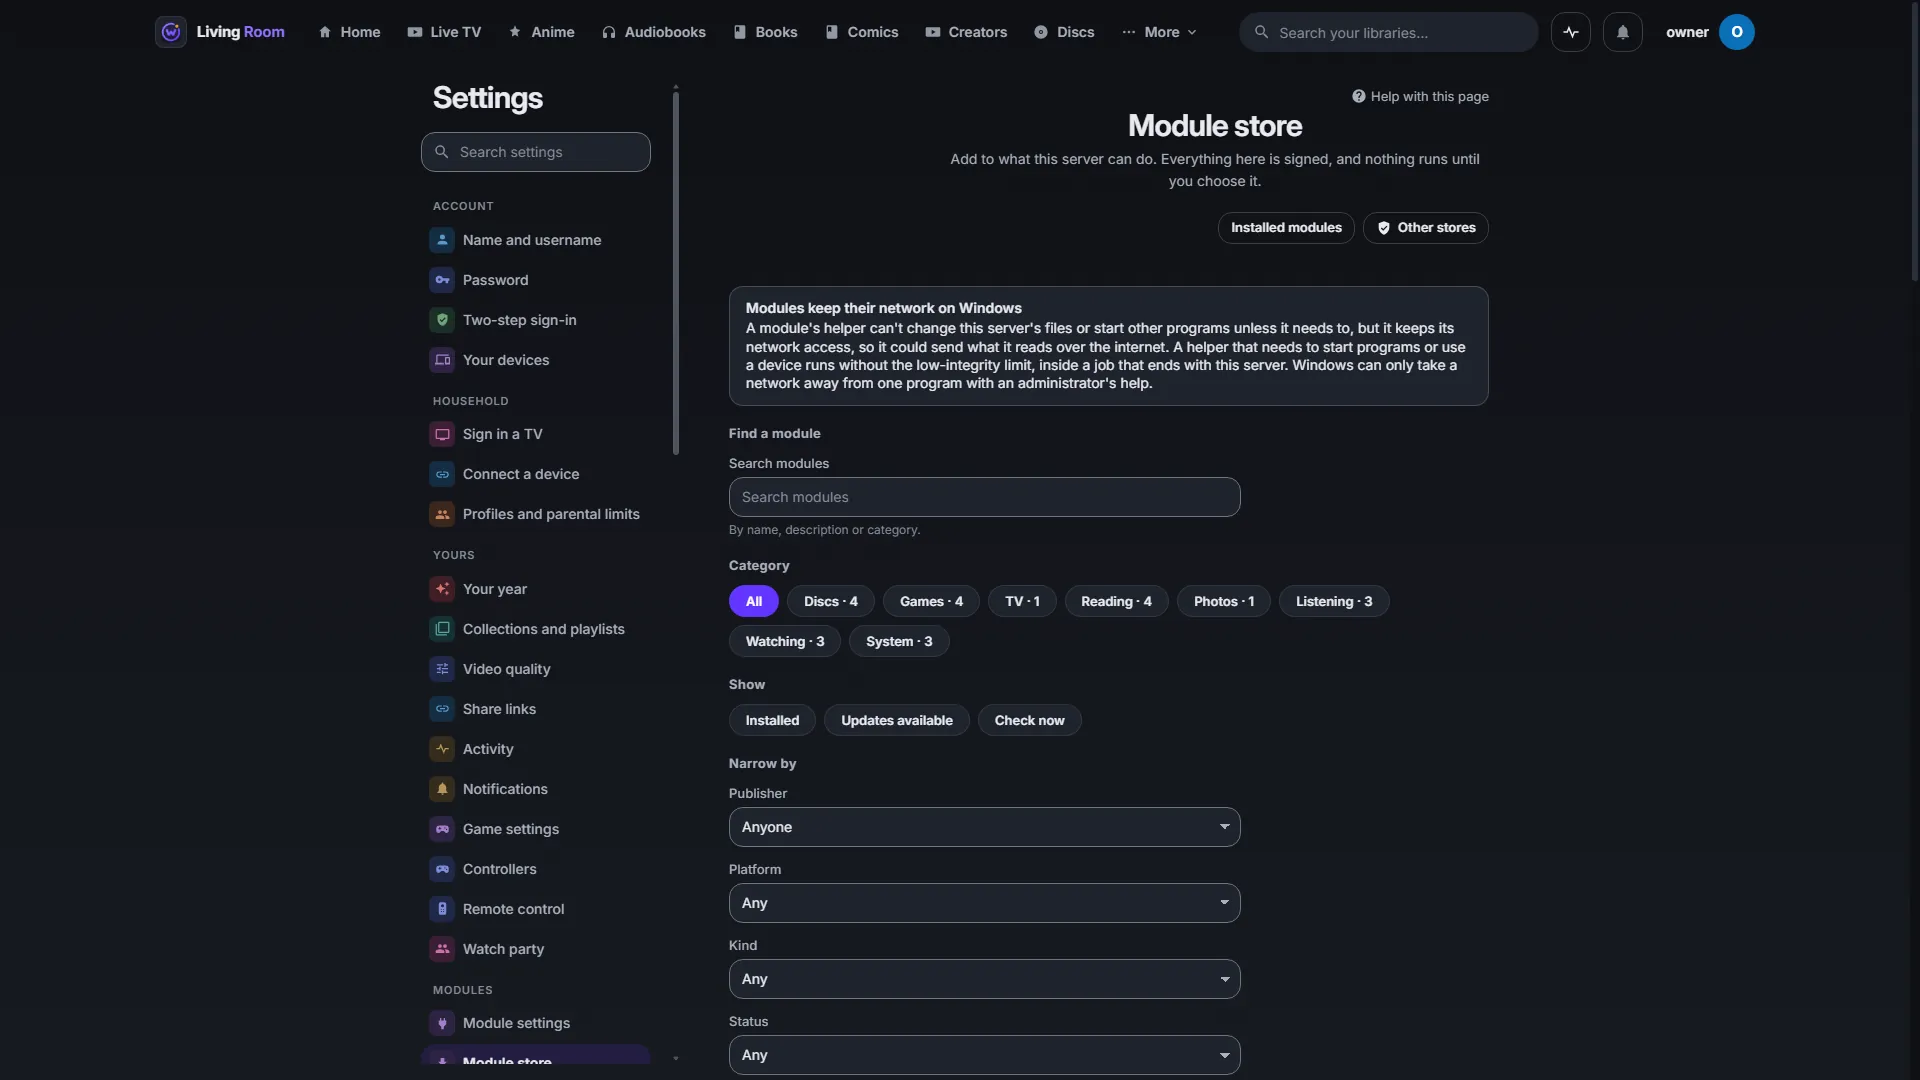 Living Room
Home
Live TV
Anime
Audiobooks
Books
Comics
Creators
Discs
More
Search your libraries...
owner
O
Settings
Search settings
ACCOUNT
Name and username
Password
Two-step sign-in
Your devices
HOUSEHOLD
Sign in a TV
Connect a device
Profiles and parental limits
YOURS
Your year
Collections and playlists
Video quality
Share links
Activity
Notifications
Game settings
Controllers
Remote control
Watch party
MODULES
Module settings
Module store
Help with this page
Module store
Add to what this server can do. Everything here is signed, and nothing runs until
you choose it.
Installed modules
Other stores
Modules keep their network on Windows
A module's helper can't change this server's files or start other programs unless it needs to, but it keeps its
network access, so it could send what it reads over the internet. A helper that needs to start programs or use
a device runs without the low-integrity limit, inside a job that ends with this server. Windows can only take a
network away from one program with an administrator's help.
Find a module
Search modules
Search modules
By name, description or category.
Category
All
Discs · 4
Games · 4
TV · 1
Reading · 4
Photos · 1
Listening · 3
Watching · 3
System · 3
Show
Installed
Updates available
Check now
Narrow by
Publisher
Anyone
Platform
Any
Kind
Any
Status
Any